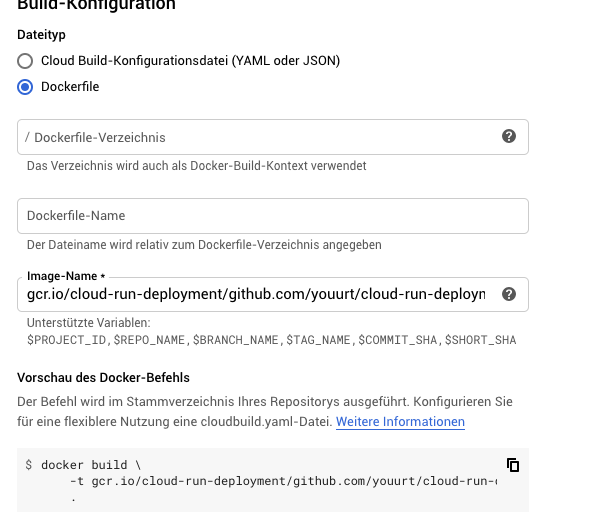 Build-Konfiguration
Dateityp
Cloud Build-Konfigurationsdatei (YAML oder JSON)
Dockerfile
/ Dockerfile-Verzeichnis
Das Verzeichnis wird auch als Docker-Build-Kontext verwendet
Dockerfile-Name
Der Dateiname wird relativ zum Dockerfile-Verzeichnis angegeben
Image-Name *
gcr.io/cloud-run-deployment/github.com/youurt/cloud-run-deployn
Unterstützte Variablen:
$PROJECT_ID,$REPO_NAME,$BRANCH_NAME,$TAG_NAME,$COMMIT_SHA,$SHORT_SHA
Vorschau des Docker-Befehls
Der Befehl wird im Stammverzeichnis Ihres Repositorys ausgeführt. Konfigurieren Sie
für eine flexiblere Nutzung eine cloudbuild.yaml-Datei. Weitere Informationen
$ docker build \
-t gcr.io/cloud-run-deployment/github.com/youurt/cloud-run-
.